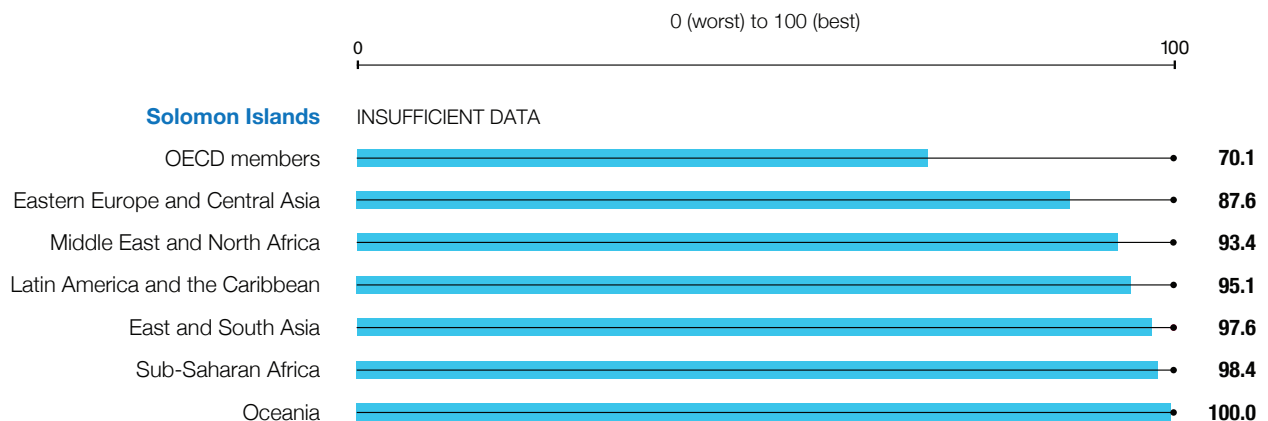 0 (worst) to 100 (best)
0 100
Solomon Islands INSUFFICIENT DATA
OECD members 70.1
Eastern Europe and Central Asia 87.6
Middle East and North Africa 93.4
Latin America and the Caribbean 95.1
East and South Asia 97.6
Sub-Saharan Africa 98.4
Oceania 100.0